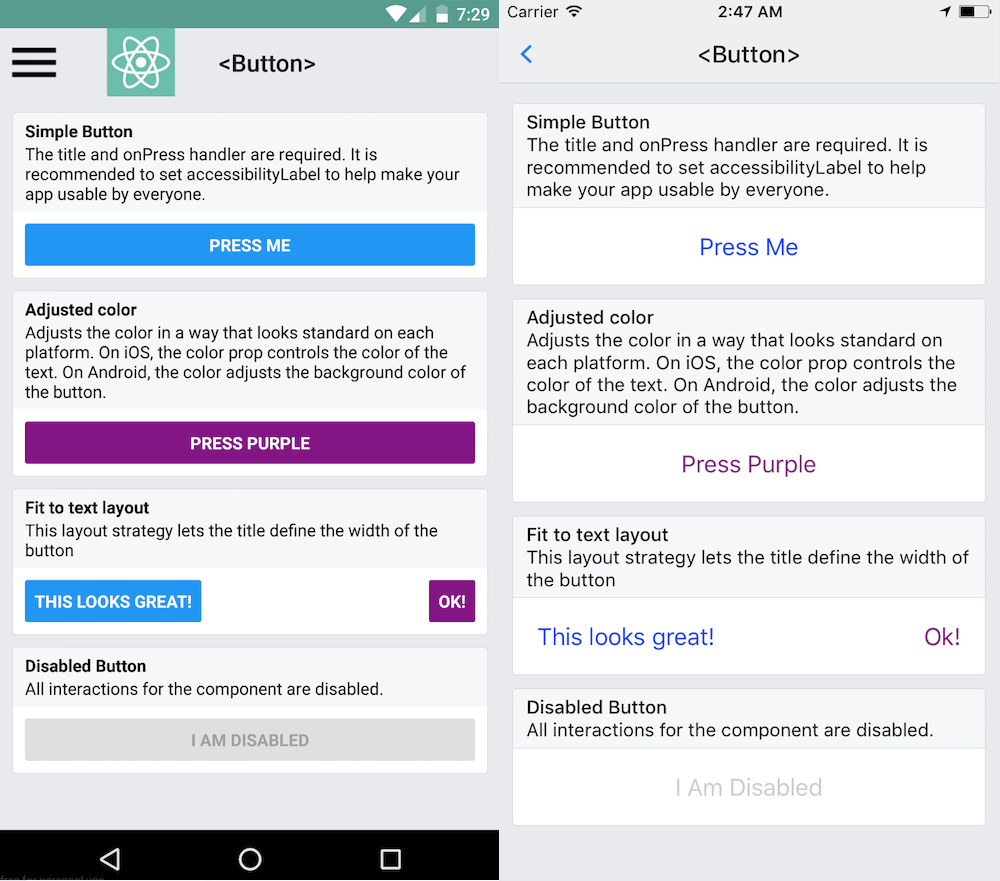 7:29
<Button>
Simple Button
The title and onPress handler are required. It is
recommended to set accessibilityLabel to help make your
app usable by everyone.
PRESS ME
Adjusted color
Adjusts the color in a way that looks standard on each
platform. On iOS, the color prop controls the color of the
text. On Android, the color adjusts the background color of
the button.
PRESS PURPLE
Fit to text layout
This layout strategy lets the title define the width of the
button
THIS LOOKS GREAT! OK!
Disabled Button
All interactions for the component are disabled.
I AM DISABLED
free for personal use
Carrier 2:47 AM
<Button>
Simple Button
The title and onPress handler are required. It is
recommended to set accessibilityLabel to help
make your app usable by everyone.
Press Me
Adjusted color
Adjusts the color in a way that looks standard on
each platform. On iOS, the color prop controls the
color of the text. On Android, the color adjusts the
background color of the button.
Press Purple
Fit to text layout
This layout strategy lets the title define the width of
the button
This looks great! Ok!
Disabled Button
All interactions for the component are disabled.
I Am Disabled